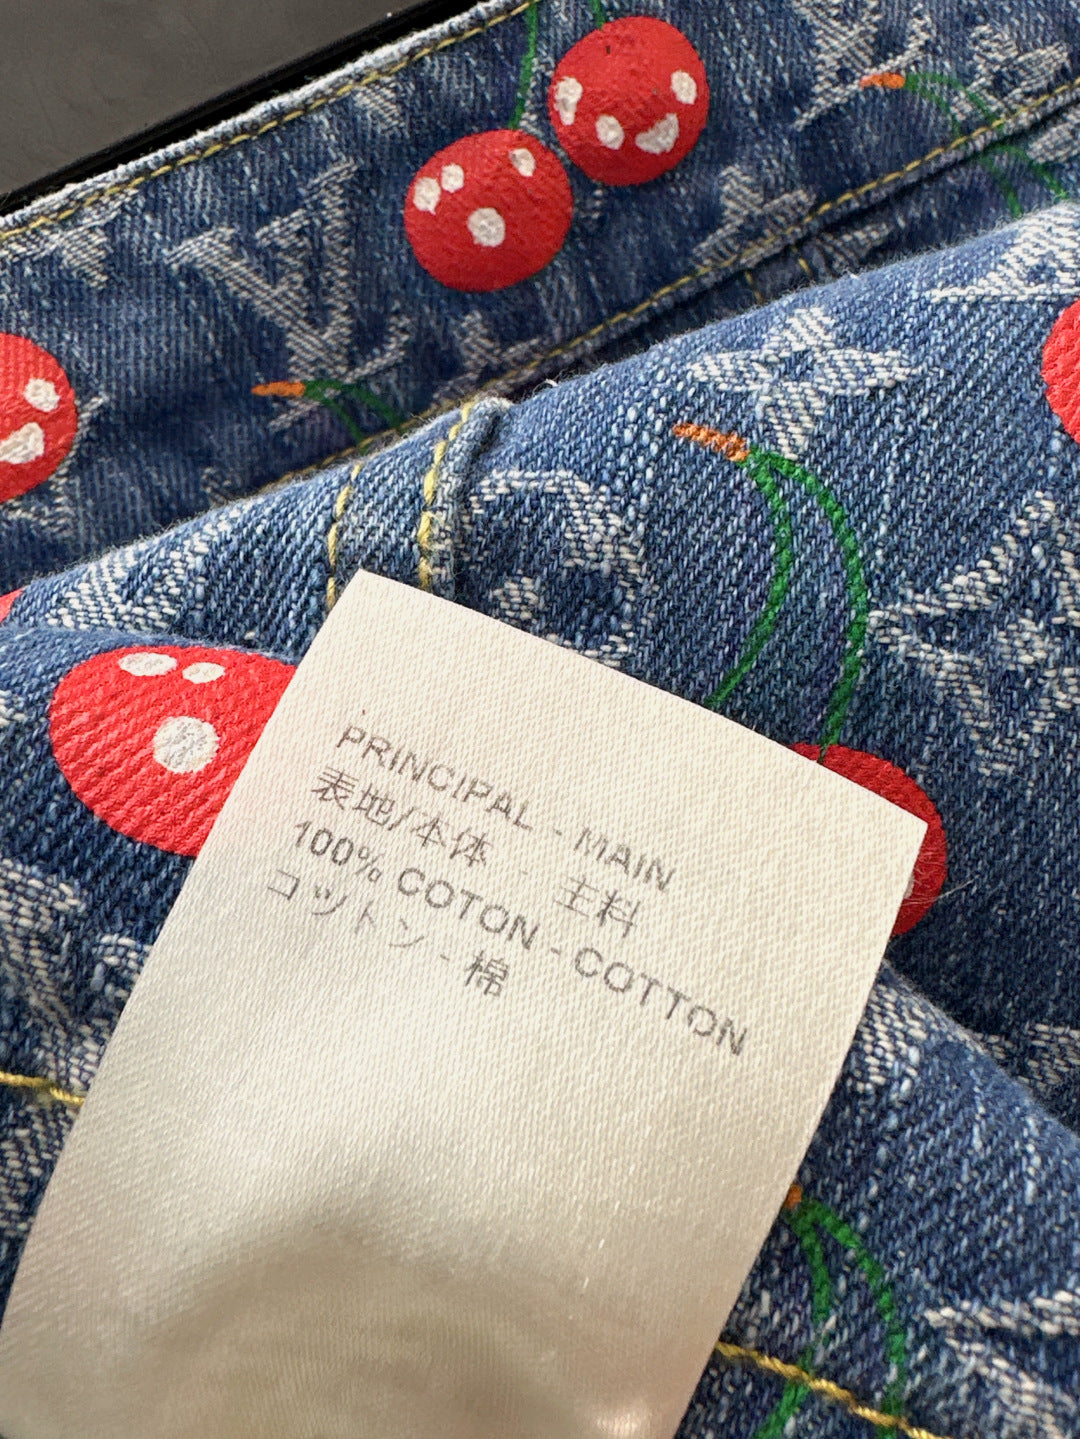 PRINCIPAL - MAIN
表地/本体 - 主料
100% COTON - COTTON
コットン - 棉